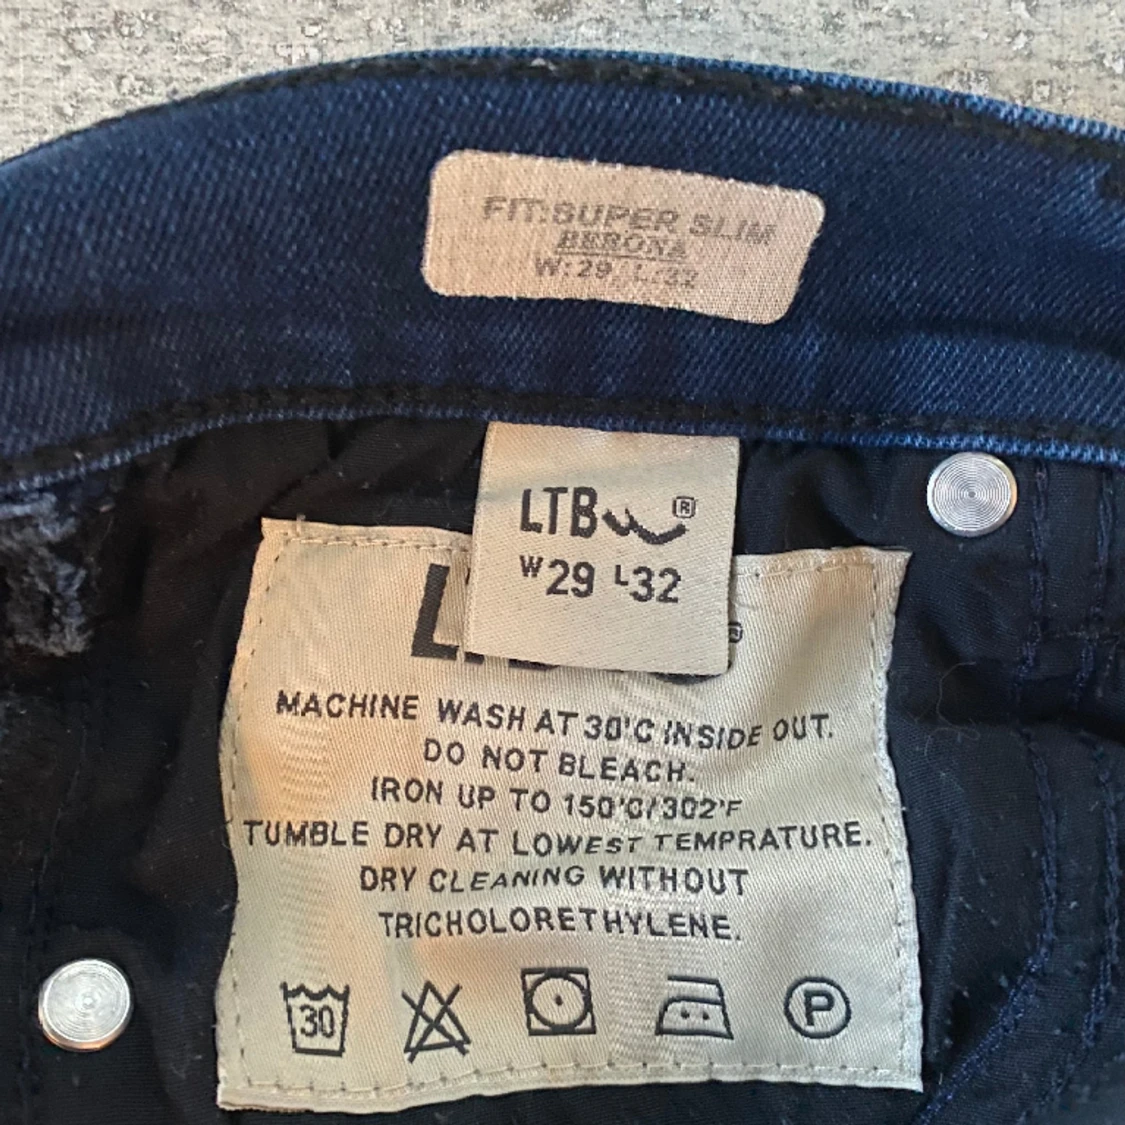 FIT:SUPER SLIM
BERONA
W:29 L:32
LTB ®
W29 L32
L
®
MACHINE WASH AT 30'C INSIDE OUT.
DO NOT BLEACH.
IRON UP TO 150'C/302'F
TUMBLE DRY AT LOWEST TEMPRATURE.
DRY CLEANING WITHOUT
TRICHOLORETHYLENE.
30 P